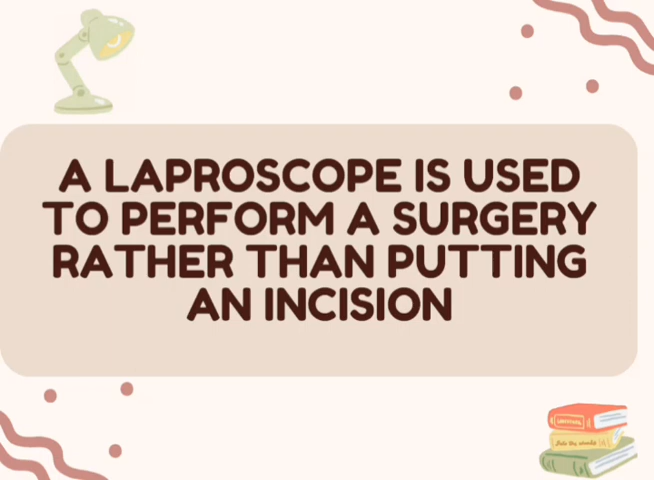 A LAPROSCOPE IS USED
TO PERFORM A SURGERY
RATHER THAN PUTTING
AN INCISION